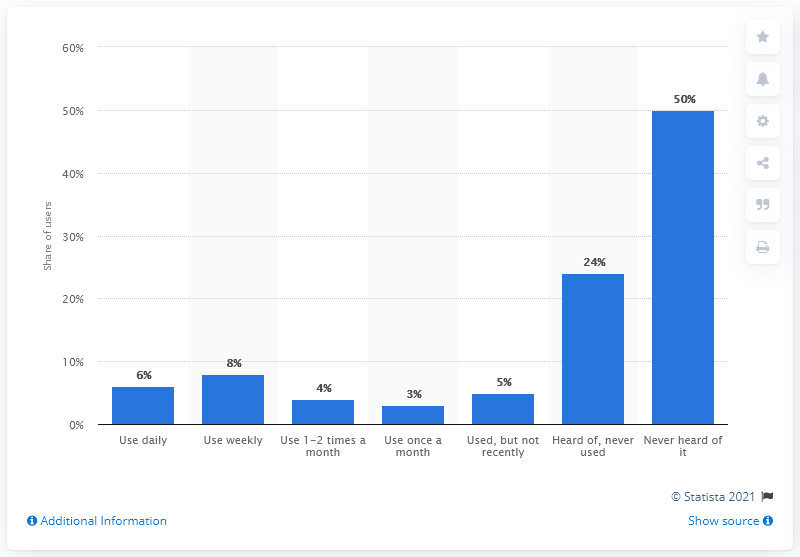 60%
50%
40%
30%
20%
10%
0%
Share of users
6%
8%
4%
3%
5%
24%
50%
Use daily
Use weekly
Use 1-2 times a
month
Use once a
month
Used, but not
recently
Heard of, never
used
Never heard of
it
© Statista 2021
Additional Information
Show source